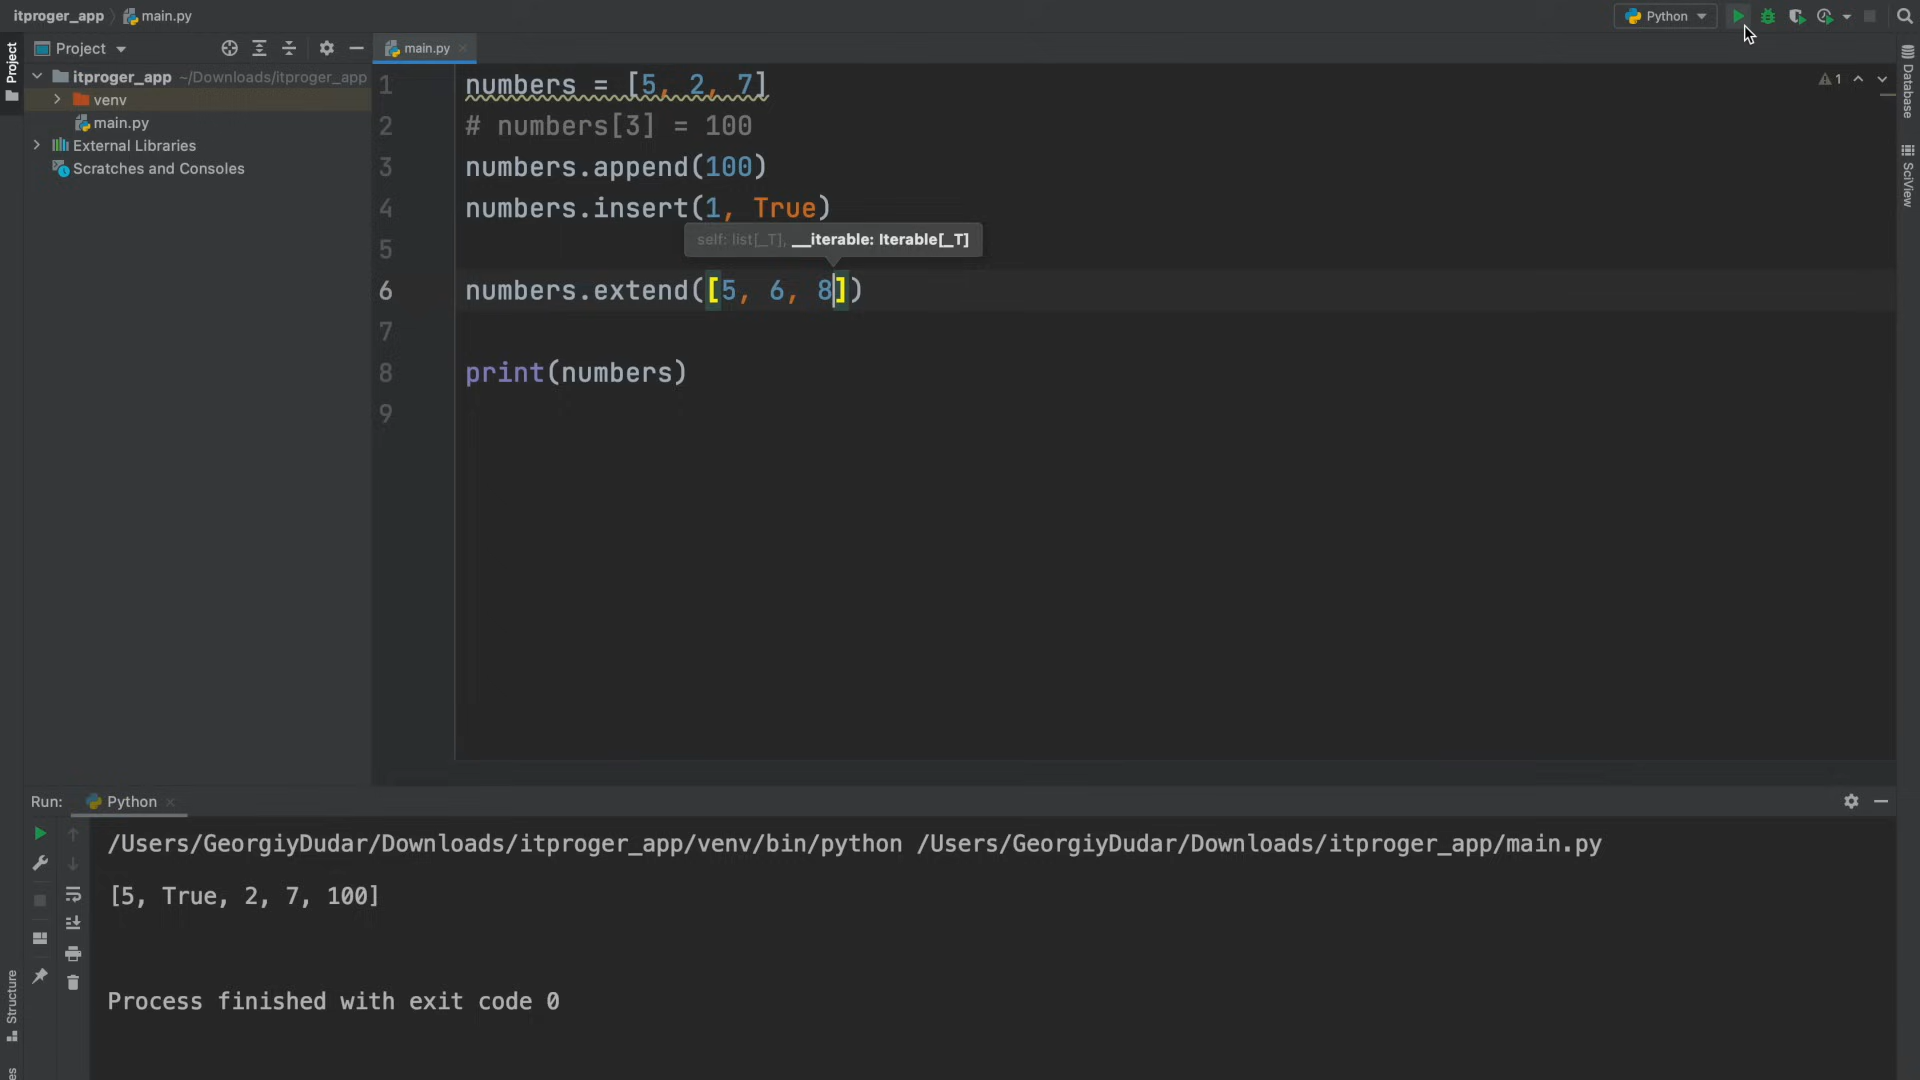 itproger_app main.py Python
Project main.py
Project
itproger_app ~/Downloads/itproger_app
venv
main.py
External Libraries
Scratches and Consoles
1 numbers = [5, 2, 7]
2 # numbers[3] = 100
3 numbers.append(100)
4 numbers.insert(1, True)
5
self: list[_T], __iterable: Iterable[_T]
6 numbers.extend([5, 6, 8])
7
8 print(numbers)
9
1
Database
SciView
Run: Python
/Users/GeorgiyDudar/Downloads/itproger_app/venv/bin/python /Users/GeorgiyDudar/Downloads/itproger_app/main.py
[5, True, 2, 7, 100]
Process finished with exit code 0
Structure